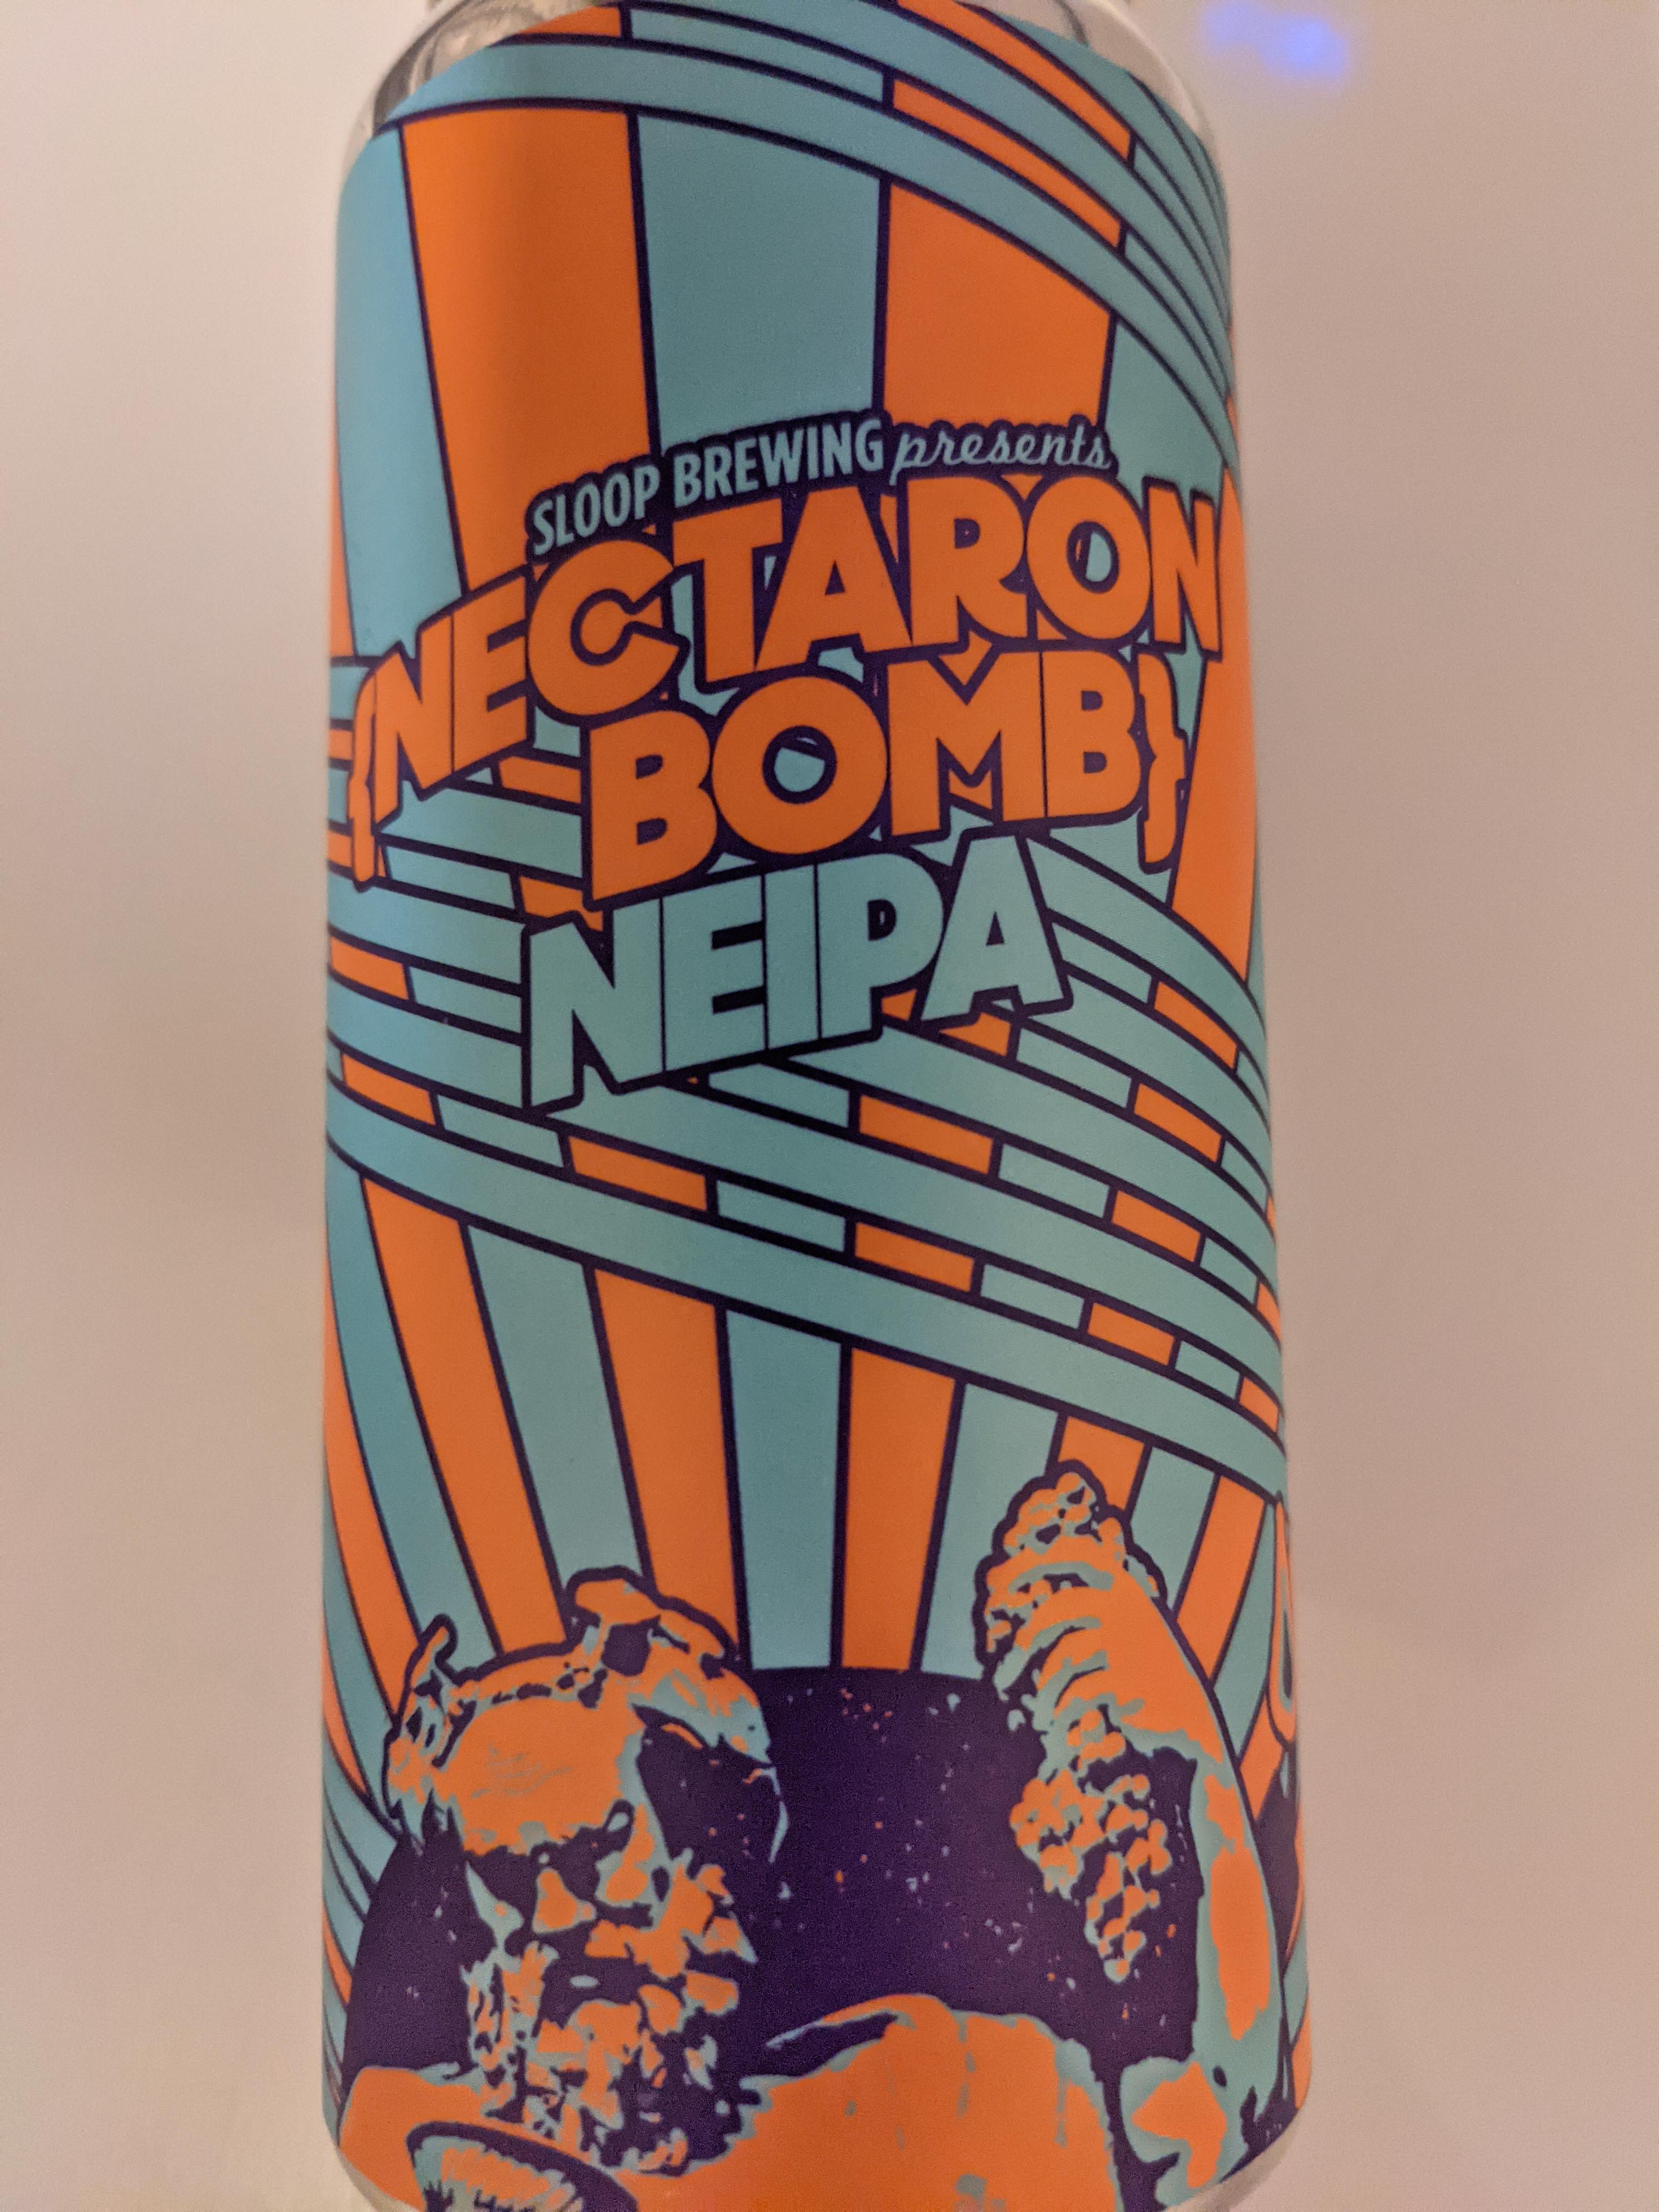 SLOOP BREWING presents
{NECTARON
BOMB}
NEIPA